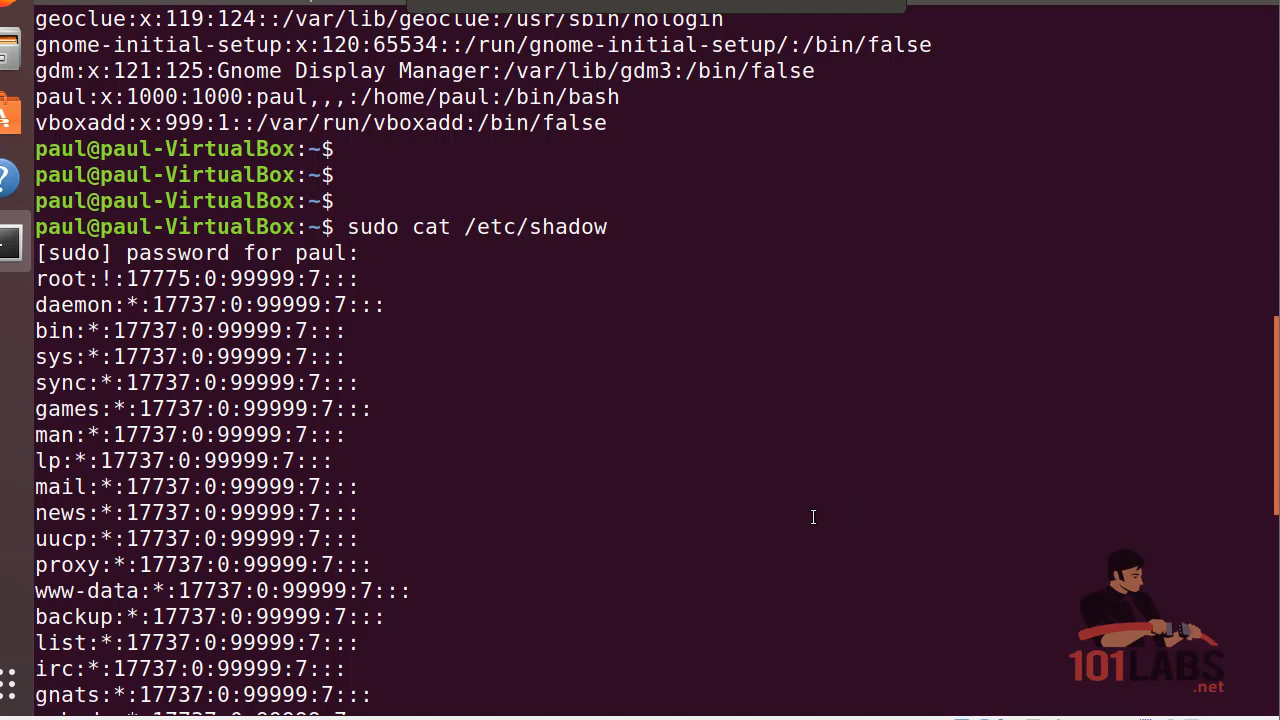 geoclue:x:119:124::/var/lib/geoclue:/usr/sbin/nologin
gnome-initial-setup:x:120:65534::/run/gnome-initial-setup/:/bin/false
gdm:x:121:125:Gnome Display Manager:/var/lib/gdm3:/bin/false
paul:x:1000:1000:paul,,,:/home/paul:/bin/bash
vboxadd:x:999:1::/var/run/vboxadd:/bin/false
paul@paul-VirtualBox:~$
paul@paul-VirtualBox:~$
paul@paul-VirtualBox:~$
paul@paul-VirtualBox:~$ sudo cat /etc/shadow
[sudo] password for paul:
root:!:17775:0:99999:7:::
daemon:*:17737:0:99999:7:::
bin:*:17737:0:99999:7:::
sys:*:17737:0:99999:7:::
sync:*:17737:0:99999:7:::
games:*:17737:0:99999:7:::
man:*:17737:0:99999:7:::
lp:*:17737:0:99999:7:::
mail:*:17737:0:99999:7:::
news:*:17737:0:99999:7:::
uucp:*:17737:0:99999:7:::
proxy:*:17737:0:99999:7:::
www-data:*:17737:0:99999:7:::
backup:*:17737:0:99999:7:::
list:*:17737:0:99999:7:::
irc:*:17737:0:99999:7:::
gnats:*:17737:0:99999:7:::
101LABS
.net